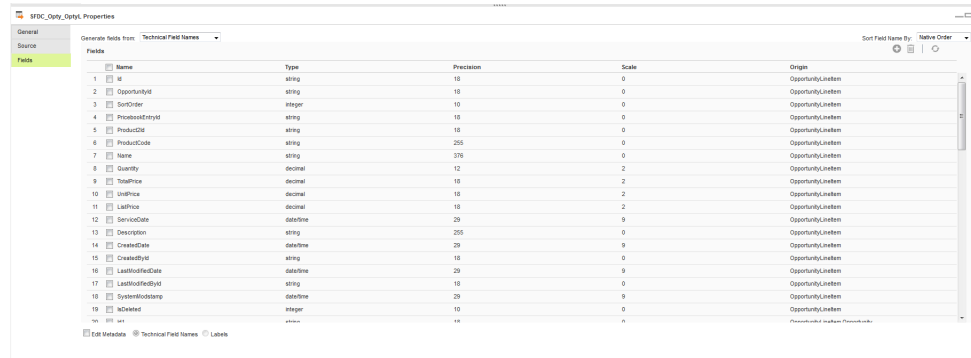 SFDC_Opty_OptyL Properties
General
Source
Fields
Generate fields from: Technical Field Names
Sort Field Name By: Native Order
Fields
Name Type Precision Scale Origin
1 Id string 18 0 OpportunityLineItem
2 OpportunityId string 18 0 OpportunityLineItem
3 SortOrder integer 10 0 OpportunityLineItem
4 PricebookEntryId string 18 0 OpportunityLineItem
5 Product2Id string 18 0 OpportunityLineItem
6 ProductCode string 255 0 OpportunityLineItem
7 Name string 376 0 OpportunityLineItem
8 Quantity decimal 12 2 OpportunityLineItem
9 TotalPrice decimal 18 2 OpportunityLineItem
10 UnitPrice decimal 18 2 OpportunityLineItem
11 ListPrice decimal 18 2 OpportunityLineItem
12 ServiceDate date/time 29 9 OpportunityLineItem
13 Description string 255 0 OpportunityLineItem
14 CreatedDate date/time 29 9 OpportunityLineItem
15 CreatedById string 18 0 OpportunityLineItem
16 LastModifiedDate date/time 29 9 OpportunityLineItem
17 LastModifiedById string 18 0 OpportunityLineItem
18 SystemModstamp date/time 29 9 OpportunityLineItem
19 IsDeleted integer 10 0 OpportunityLineItem
20 string 18 0 OpportunityLineItem Opportunity
Edit Metadata Technical Field Names Labels